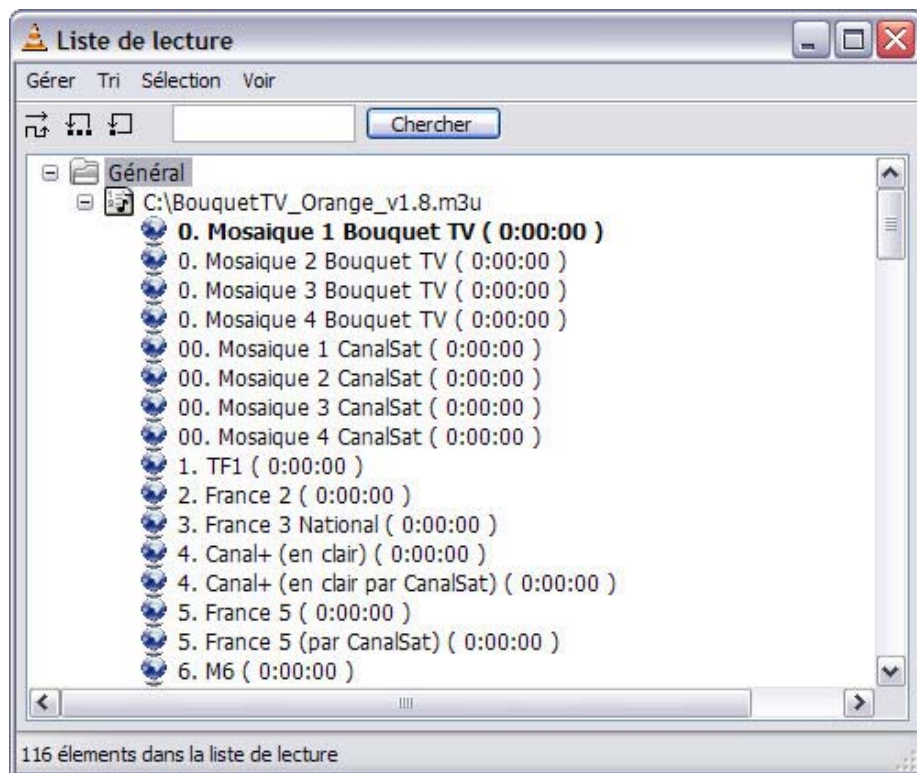 Liste de lecture
Gérer Tri Sélection Voir
Chercher
Général
C:\BouquetTV_Orange_v1.8.m3u
0. Mosaique 1 Bouquet TV ( 0:00:00 )
0. Mosaique 2 Bouquet TV ( 0:00:00 )
0. Mosaique 3 Bouquet TV ( 0:00:00 )
0. Mosaique 4 Bouquet TV ( 0:00:00 )
00. Mosaique 1 CanalSat ( 0:00:00 )
00. Mosaique 2 CanalSat ( 0:00:00 )
00. Mosaique 3 CanalSat ( 0:00:00 )
00. Mosaique 4 CanalSat ( 0:00:00 )
1. TF1 ( 0:00:00 )
2. France 2 ( 0:00:00 )
3. France 3 National ( 0:00:00 )
4. Canal+ (en clair) ( 0:00:00 )
4. Canal+ (en clair par CanalSat) ( 0:00:00 )
5. France 5 ( 0:00:00 )
5. France 5 (par CanalSat) ( 0:00:00 )
6. M6 ( 0:00:00 )
116 élements dans la liste de lecture